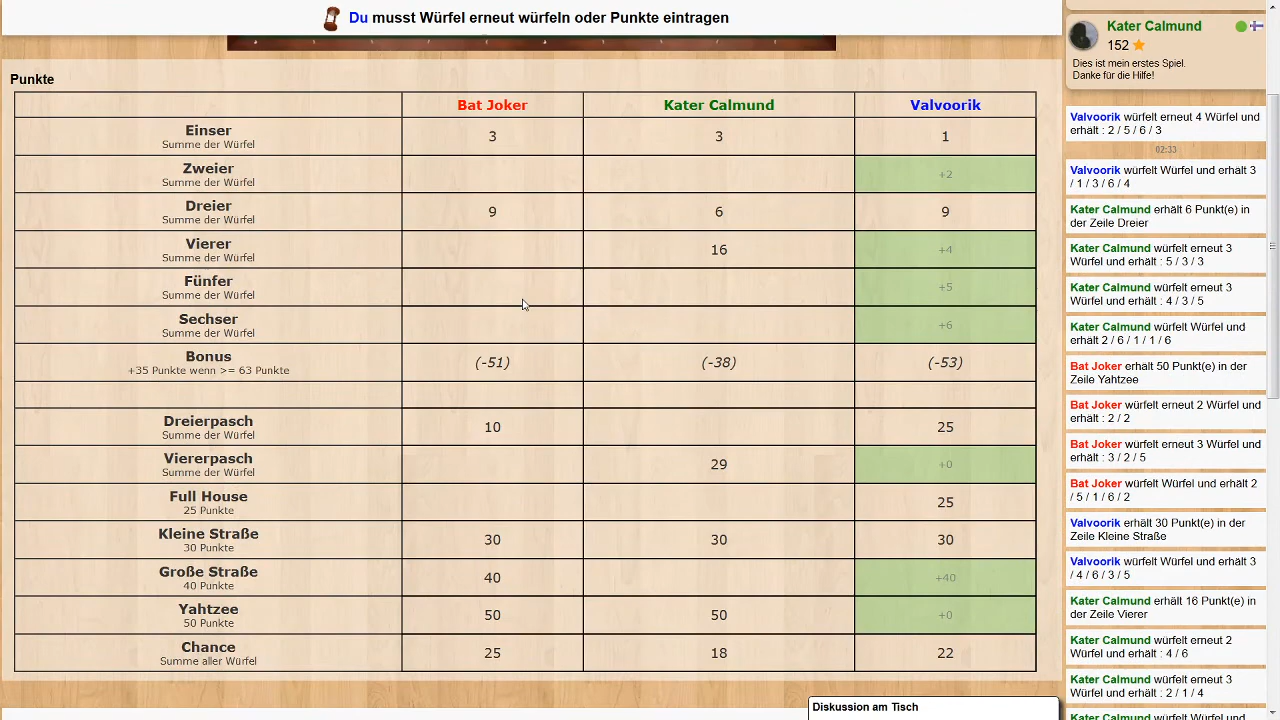 Du musst Würfel erneut würfeln oder Punkte eintragen
Punkte
Bat Joker Kater Calmund Valvoorik
Einser
Summe der Würfel
3 3 1
Zweier
Summe der Würfel
+2
Dreier
Summe der Würfel
9 6 9
Vierer
Summe der Würfel
16 +4
Fünfer
Summe der Würfel
+5
Sechser
Summe der Würfel
+6
Bonus
+35 Punkte wenn >= 63 Punkte
(-51) (-38) (-53)
Dreierpasch
Summe der Würfel
10 25
Viererpasch
Summe der Würfel
29 +0
Full House
25 Punkte
25
Kleine Straße
30 Punkte
30 30 30
Große Straße
40 Punkte
40 +40
Yahtzee
50 Punkte
50 50 +0
Chance
Summe aller Würfel
25 18 22
Diskussion am Tisch
Kater Calmund
152
Dies ist mein erstes Spiel.
Danke für die Hilfe!
Valvoorik würfelt erneut 4 Würfel und
erhält : 2 / 5 / 6 / 3
02:33
Valvoorik würfelt Würfel und erhält 3
/ 1 / 3 / 6 / 4
Kater Calmund erhält 6 Punkt(e) in
der Zeile Dreier
Kater Calmund würfelt erneut 3
Würfel und erhält : 5 / 3 / 3
Kater Calmund würfelt erneut 3
Würfel und erhält : 4 / 3 / 5
Kater Calmund würfelt Würfel und
erhält 2 / 6 / 1 / 1 / 6
Bat Joker erhält 50 Punkt(e) in der
Zeile Yahtzee
Bat Joker würfelt erneut 2 Würfel und
erhält : 2 / 2
Bat Joker würfelt erneut 3 Würfel und
erhält : 3 / 2 / 5
Bat Joker würfelt Würfel und erhält 2
/ 5 / 1 / 6 / 2
Valvoorik erhält 30 Punkt(e) in der
Zeile Kleine Straße
Valvoorik würfelt Würfel und erhält 3
/ 4 / 6 / 3 / 5
Kater Calmund erhält 16 Punkt(e) in
der Zeile Vierer
Kater Calmund würfelt erneut 2
Würfel und erhält : 4 / 6
Kater Calmund würfelt erneut 3
Würfel und erhält : 2 / 1 / 4
Kater Calmund würfelt Würfel und